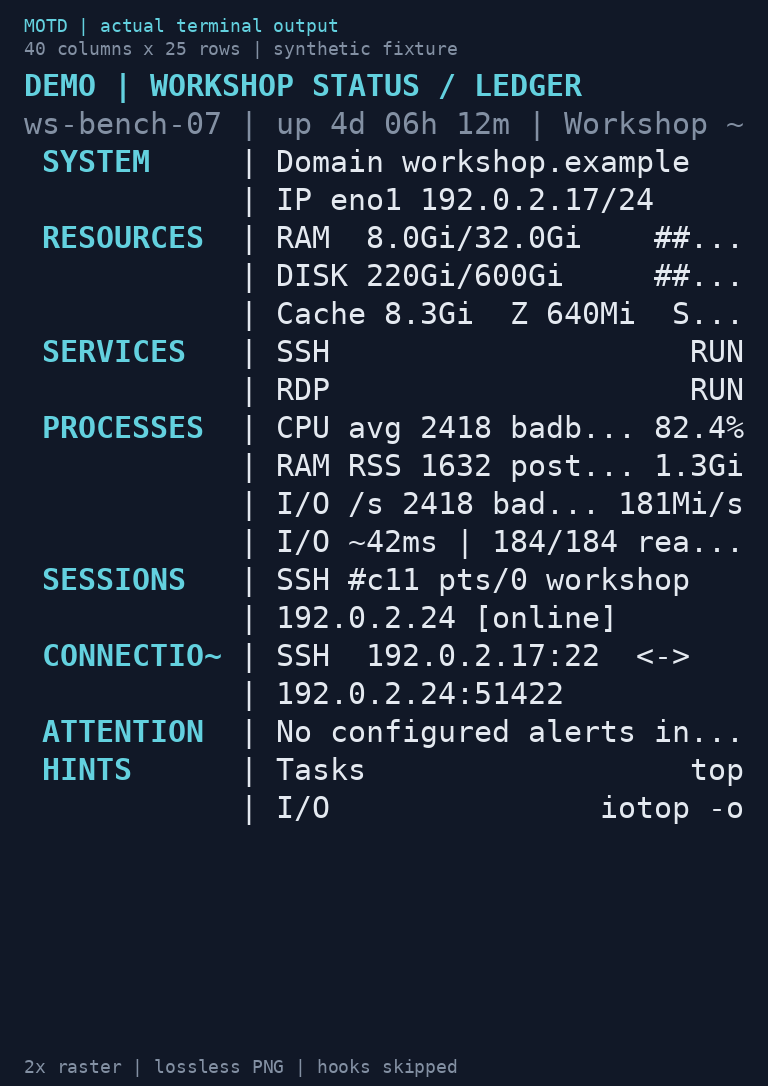 MOTD | actual terminal output
40 columns x 25 rows | synthetic fixture
DEMO | WORKSHOP STATUS / LEDGER
ws-bench-07 | up 4d 06h 12m | Workshop ~
SYSTEM | Domain workshop.example
| IP eno1 192.0.2.17/24
RESOURCES | RAM 8.0Gi/32.0Gi ##...
| DISK 220Gi/600Gi ##...
| Cache 8.3Gi Z 640Mi S...
SERVICES | SSH RUN
| RDP RUN
PROCESSES | CPU avg 2418 badb... 82.4%
| RAM RSS 1632 post... 1.3Gi
| I/O /s 2418 bad... 181Mi/s
| I/O ~42ms | 184/184 rea...
SESSIONS | SSH #c11 pts/0 workshop
| 192.0.2.24 [online]
CONNECTIO~ | SSH 192.0.2.17:22 <->
| 192.0.2.24:51422
ATTENTION | No configured alerts in...
HINTS | Tasks top
| I/O iotop -o
2x raster | lossless PNG | hooks skipped